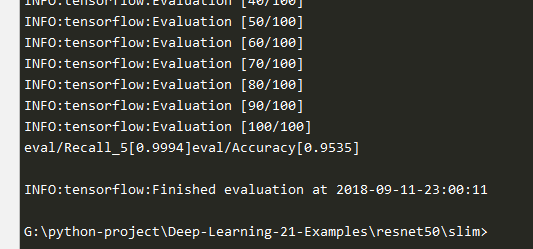 INFO:tensorflow:Evaluation [40/100]
INFO:tensorflow:Evaluation [50/100]
INFO:tensorflow:Evaluation [60/100]
INFO:tensorflow:Evaluation [70/100]
INFO:tensorflow:Evaluation [80/100]
INFO:tensorflow:Evaluation [90/100]
INFO:tensorflow:Evaluation [100/100]
eval/Recall_5[0.9994]eval/Accuracy[0.9535]
INFO:tensorflow:Finished evaluation at 2018-09-11-23:00:11
G:\python-project\Deep-Learning-21-Examples\resnet50\slim>